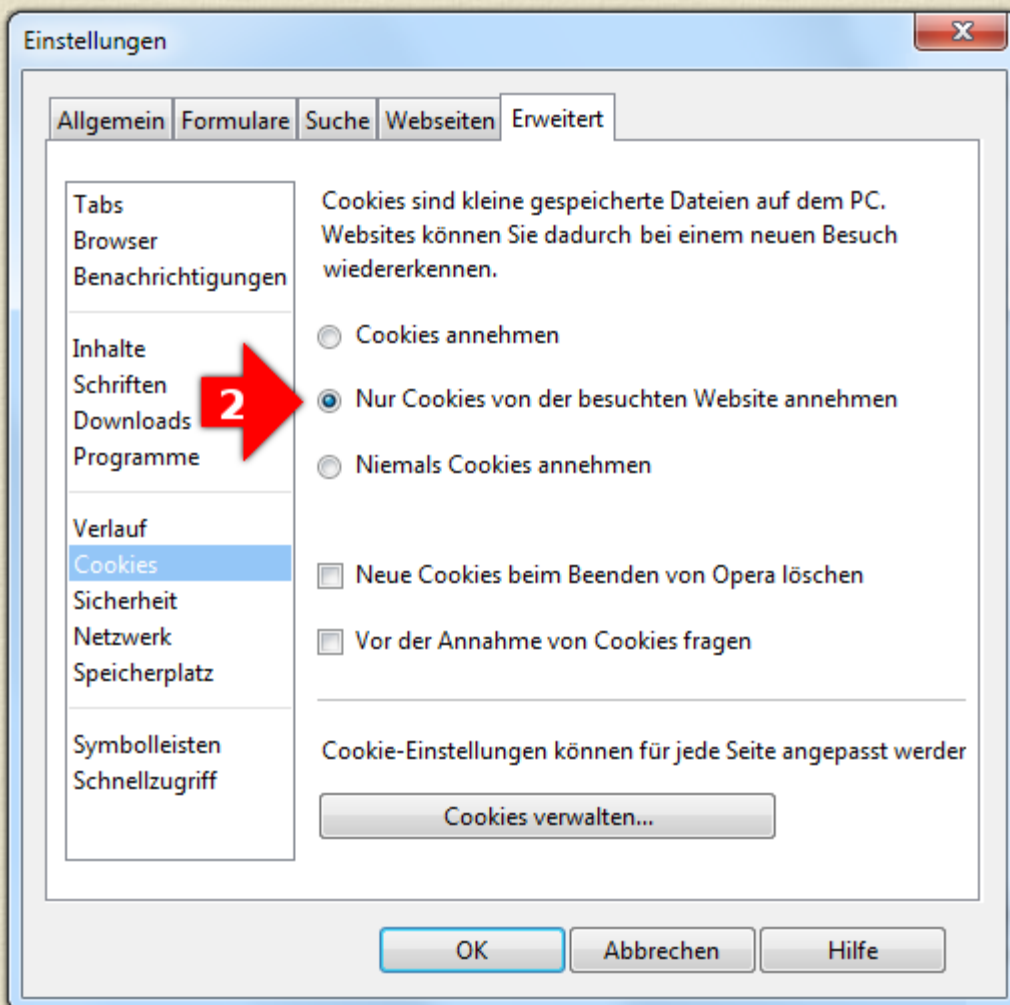 Einstellungen
Allgemein Formulare Suche Webseiten Erweitert
Tabs
Browser
Benachrichtigungen
Inhalte
Schriften
Downloads
Programme
Verlauf
Cookies
Sicherheit
Netzwerk
Speicherplatz
Symbolleisten
Schnellzugriff
Cookies sind kleine gespeicherte Dateien auf dem PC.
Websites können Sie dadurch bei einem neuen Besuch
wiedererkennen.
Cookies annehmen
2
Nur Cookies von der besuchten Website annehmen
Niemals Cookies annehmen
Neue Cookies beim Beenden von Opera löschen
Vor der Annahme von Cookies fragen
Cookie-Einstellungen können für jede Seite angepasst werder
Cookies verwalten...
OK Abbrechen Hilfe